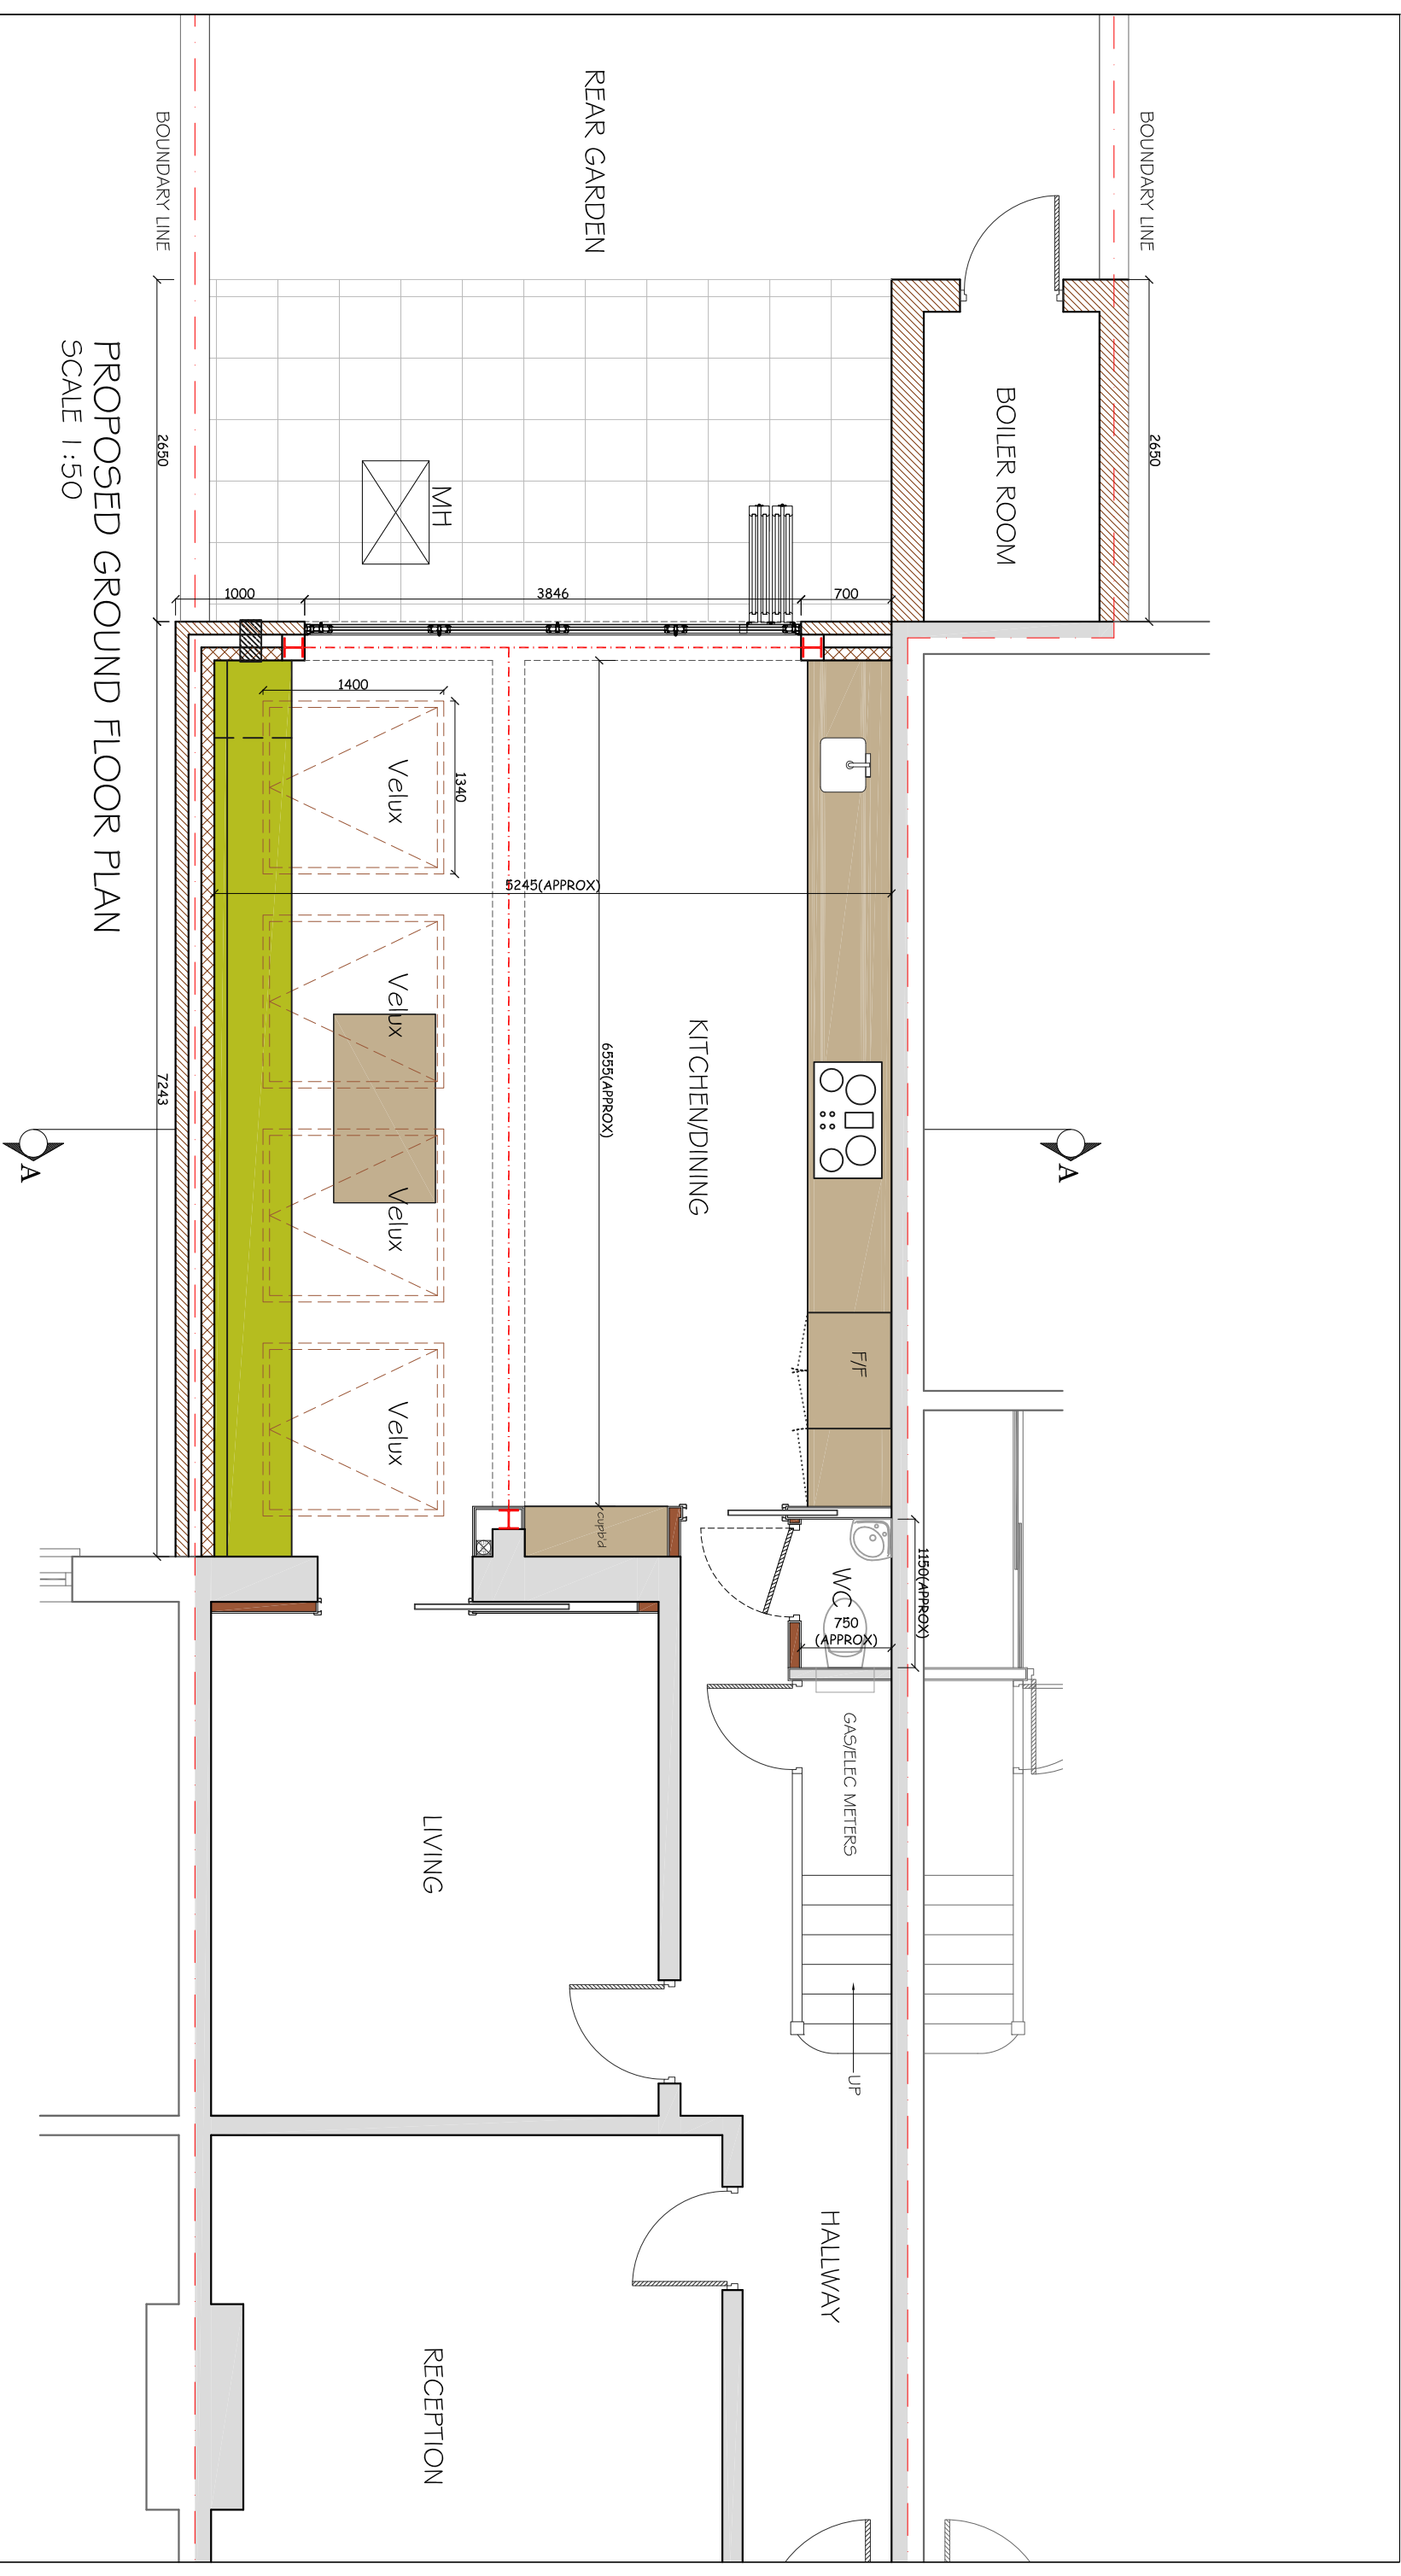 BOUNDARY LINE
BOUNDARY LINE
REAR GARDEN
2650
2650
BOILER ROOM
MH
PROPOSED GROUND FLOOR PLAN
SCALE 1:50
1000
3846
700
1400
1340
Velux
5245(APPROX)
Velux
6555(APPROX)
KITCHEN/DINING
7243
A
A
Velux
F/F
Velux
cupb'd
WC
1150(APPROX)
750
(APPROX)
GAS/ELEC METERS
LIVING
UP
HALLWAY
RECEPTION